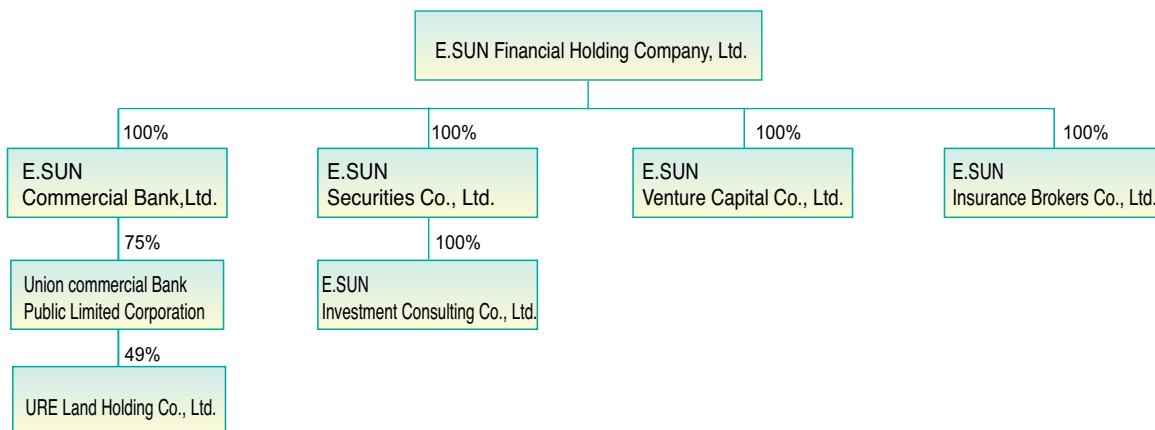 E.SUN Financial Holding Company, Ltd.
100%
100%
100%
100%
E.SUN
Commercial Bank,Ltd.
E.SUN
Securities Co., Ltd.
E.SUN
Venture Capital Co., Ltd.
E.SUN
Insurance Brokers Co., Ltd.
75%
100%
Union commercial Bank
Public Limited Corporation
E.SUN
Investment Consulting Co., Ltd.
49%
URE Land Holding Co., Ltd.